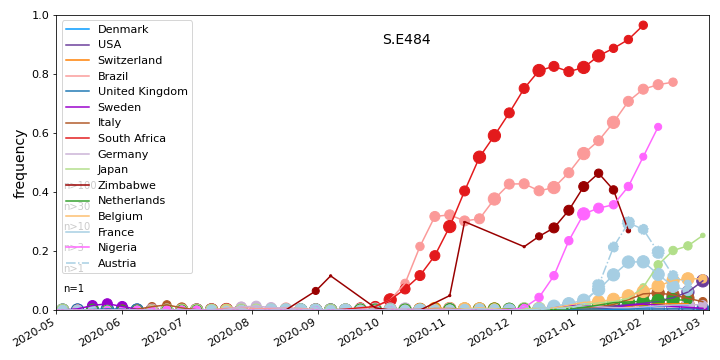 1.0
0.8
0.6
0.4
0.2
0.0
frequency
S.E484
Denmark
USA
Switzerland
Brazil
United Kingdom
Sweden
Italy
South Africa
Germany
Japan
Zimbabwe
Netherlands
Belgium
France
Nigeria
Austria
n>100
n>30
n>10
n>3
n>1
n=1
2020-05
2020-06
2020-07
2020-08
2020-09
2020-10
2020-11
2020-12
2021-01
2021-02
2021-03